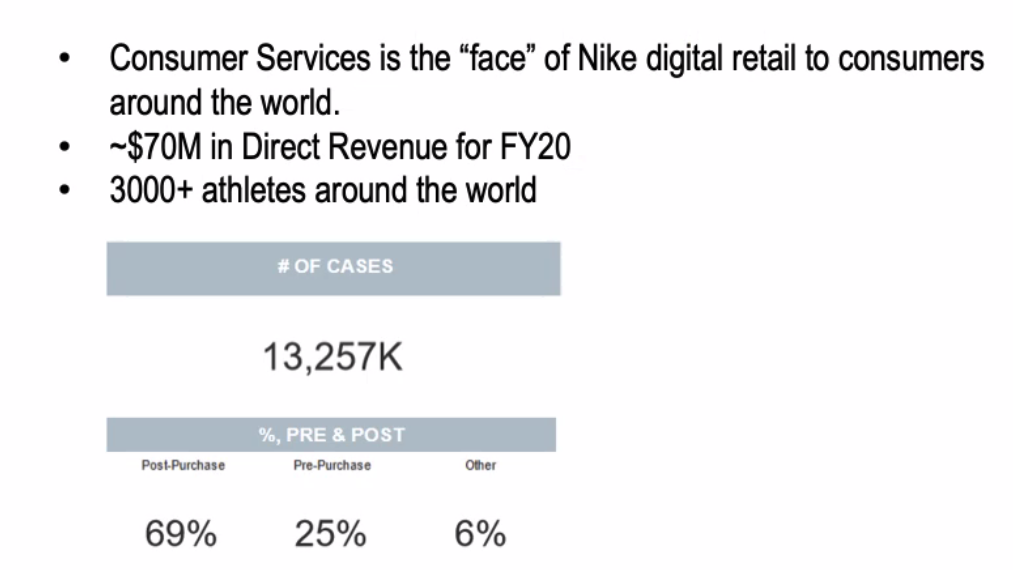 • Consumer Services is the “face” of Nike digital retail to consumers
around the world.
• ~$70M in Direct Revenue for FY20
• 3000+ athletes around the world
# OF CASES
13,257K
%, PRE & POST
Post-Purchase Pre-Purchase Other
69% 25% 6%